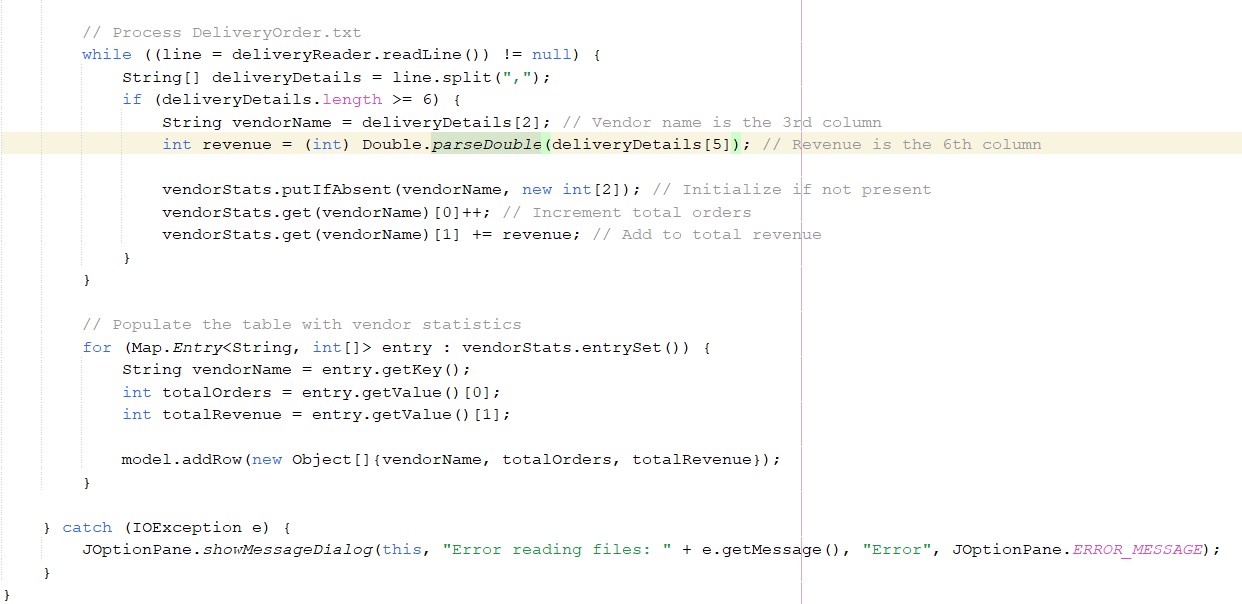 // Process DeliveryOrder.txt
while ((line = deliveryReader.readLine()) != null) {
String[] deliveryDetails = line.split(",");
if (deliveryDetails.length >= 6) {
String vendorName = deliveryDetails[2]; // Vendor name is the 3rd column
int revenue = (int) Double.parseDouble(deliveryDetails[5]); // Revenue is the 6th column
vendorStats.putIfAbsent(vendorName, new int[2]); // Initialize if not present
vendorStats.get(vendorName)[0]++; // Increment total orders
vendorStats.get(vendorName)[1] += revenue; // Add to total revenue
}
}
// Populate the table with vendor statistics
for (Map.Entry<String, int[]> entry : vendorStats.entrySet()) {
String vendorName = entry.getKey();
int totalOrders = entry.getValue()[0];
int totalRevenue = entry.getValue()[1];
model.addRow(new Object[]{vendorName, totalOrders, totalRevenue});
}
} catch (IOException e) {
JOptionPane.showMessageDialog(this, "Error reading files: " + e.getMessage(), "Error", JOptionPane.ERROR_MESSAGE);
}
}